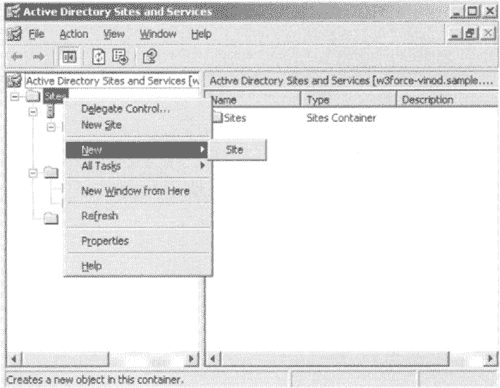 Active Directory Sites and Services
File Action View Window Help
Active Directory Sites and Services [w
Active Directory Sites and Services [w3force-vinod.sample....
Name Type Description
Sites
Sites Sites Container
Delegate Control...
New Site
New
Site
All Tasks
New Window from Here
Refresh
Properties
Help
Creates a new object in this container.